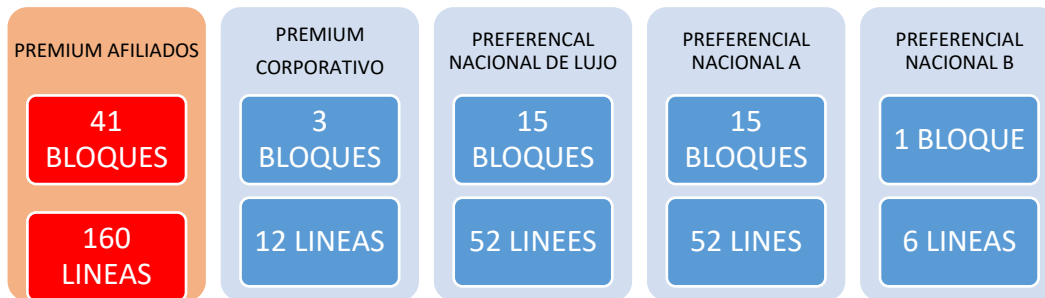 PREMIUM AFILIADOS
41
BLOQUES
160
LINEAS
PREMIUM
CORPORATIVO
3
BLOQUES
12 LINEAS
PREFERENCAL
NACIONAL DE LUJO
15
BLOQUES
52 LINEES
PREFERENCIAL
NACIONAL A
15
BLOQUES
52 LINES
PREFERENCIAL
NACIONAL B
1 BLOQUE
6 LINEAS